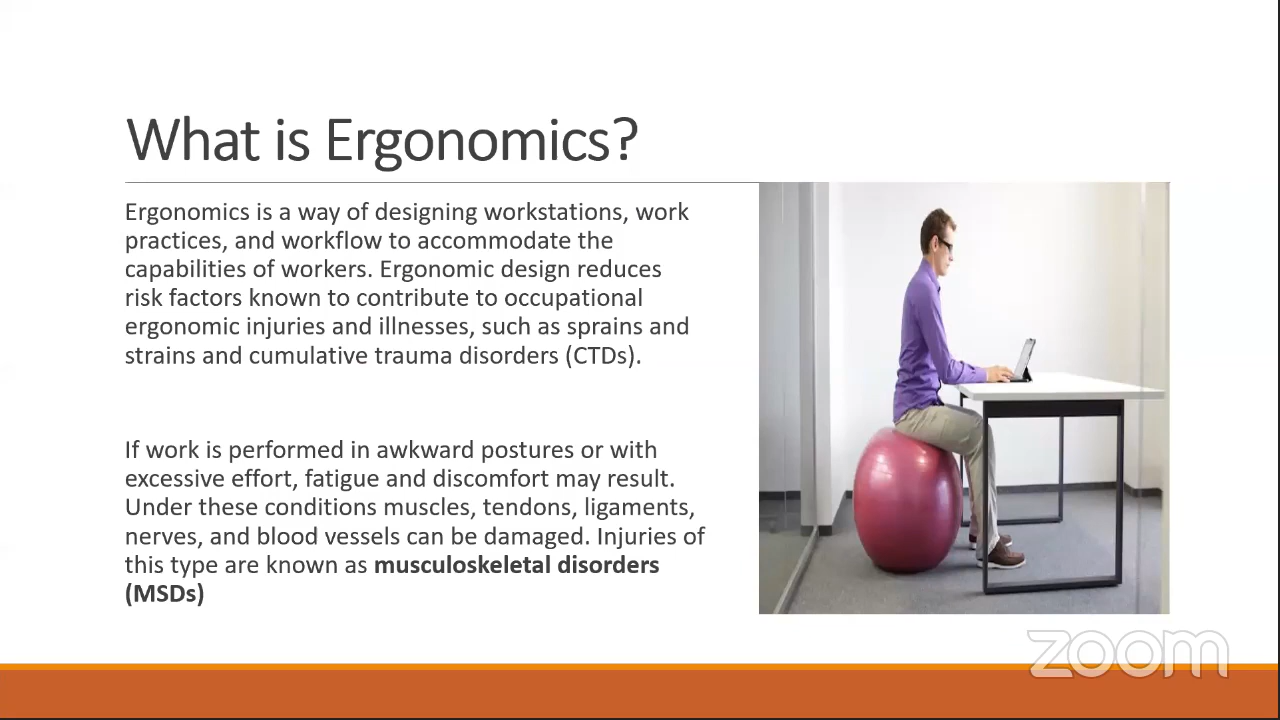 What is Ergonomics?
Ergonomics is a way of designing workstations, work
practices, and workflow to accommodate the
capabilities of workers. Ergonomic design reduces
risk factors known to contribute to occupational
ergonomic injuries and illnesses, such as sprains and
strains and cumulative trauma disorders (CTDs).
If work is performed in awkward postures or with
excessive effort, fatigue and discomfort may result.
Under these conditions muscles, tendons, ligaments,
nerves, and blood vessels can be damaged. Injuries of
this type are known as musculoskeletal disorders
(MSDs)
zoom